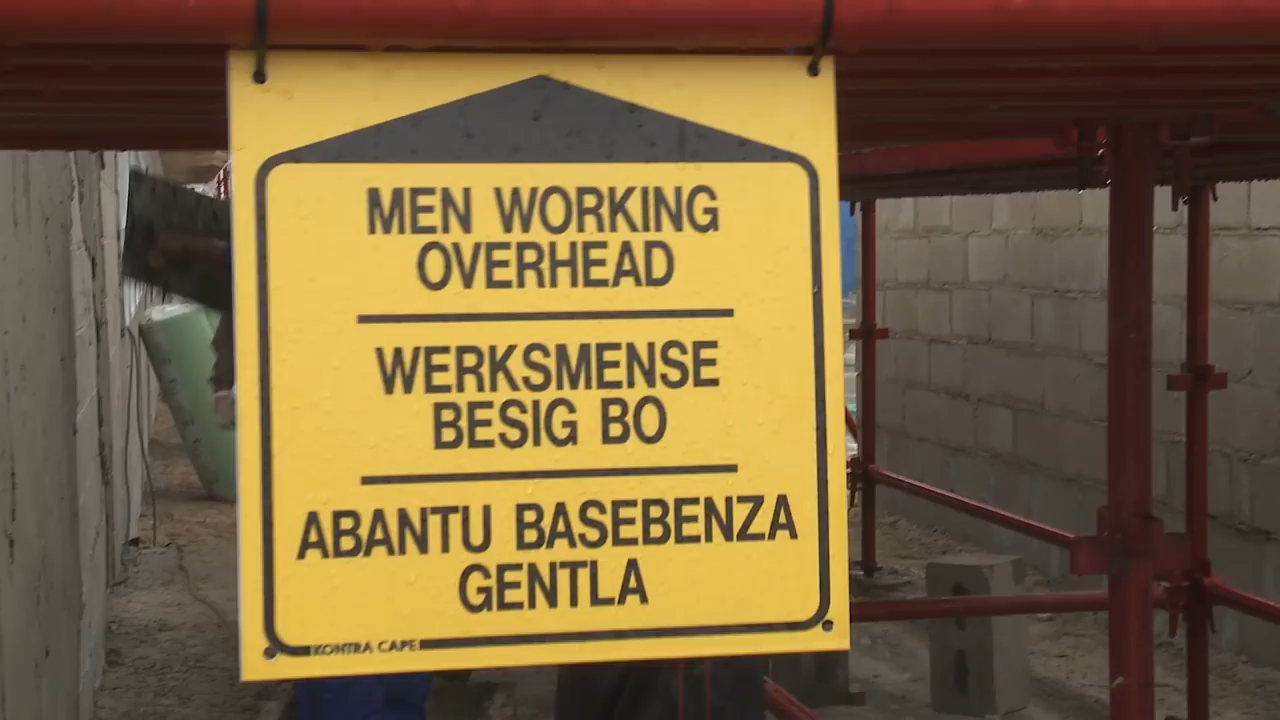 MEN WORKING
OVERHEAD
WERKSMENSE
BESIG BO
ABANTU BASEBENZA
GENTLA
KONTRA CAPE